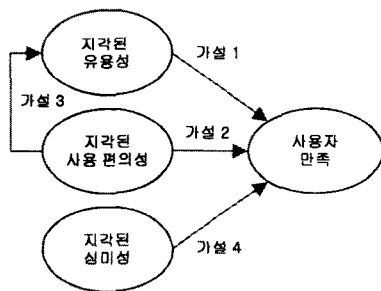 지각된
유용성
가설 1
가설 3
지각된
사용 편의성
가설 2
사용자
만족
지각된
심미성
가설 4